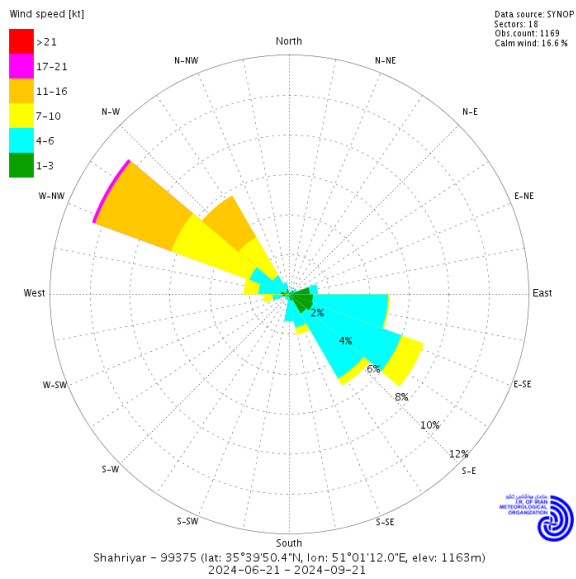 Wind speed [kt]
>21
17-21
11-16
7-10
4-6
1-3
Data source: SYNOP
Sectors: 18
Obs.count: 1169
Calm wind: 16.6 %
North
N-NW
N-NE
N-W
N-E
W-NW
E-NE
West
East
2%
4%
6%
8%
10%
12%
W-SW
E-SE
S-W
S-E
S-SW
S-SE
South
I.R. OF IRAN
METEOROLOGICAL
ORGANIZATION
Shahriyar - 99375 (lat: 35°39'50.4"N, lon: 51°01'12.0"E, elev: 1163m)
2024-06-21 - 2024-09-21